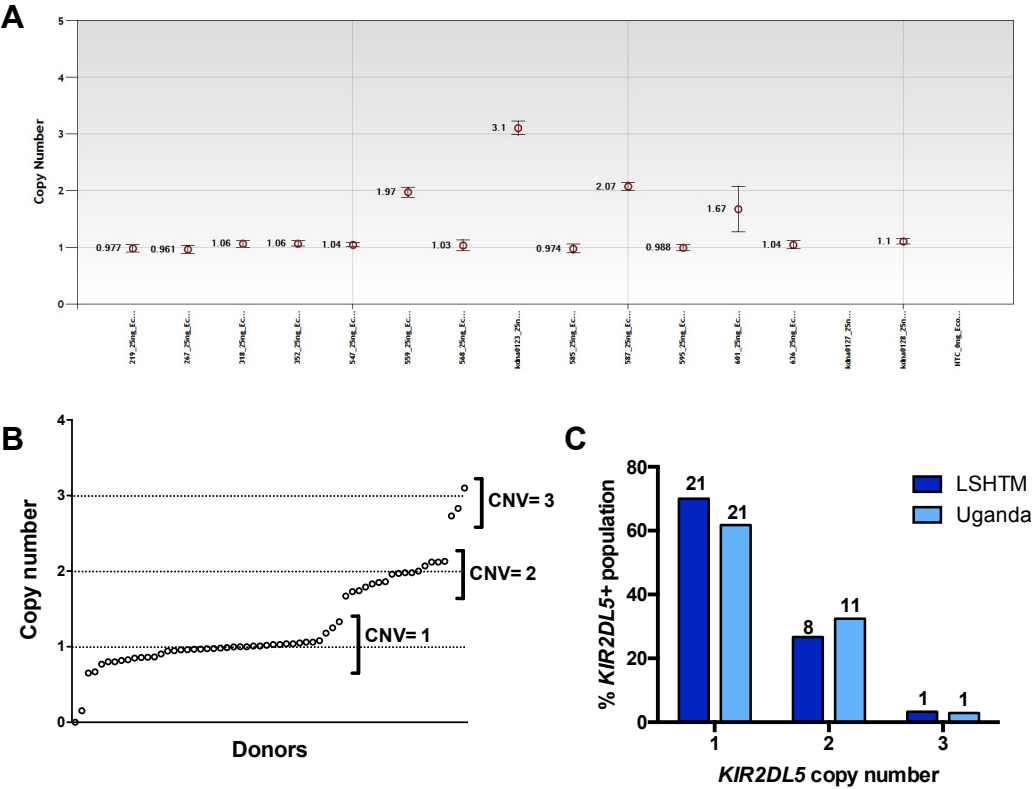 A
5
4
3
2
1
0
Copy Number
3.1
1.97
2.07
1.67
0.977
0.961
1.06
1.06
1.04
1.03
0.974
0.988
1.04
1.1
219_25ng_Ec...
267_25ng_Ec...
318_25ng_Ec...
352_25ng_Ec...
547_25ng_Ec...
559_25ng_Ec...
568_25ng_Ec...
kdna0123_25n...
585_25ng_Ec...
587_25ng_Ec...
595_25ng_Ec...
601_25ng_Ec...
636_25ng_Ec...
kdna0127_25n...
kdna0128_25n...
NTC_0ng_Eco...
B
4
3
2
1
0
Copy number
CNV= 3
CNV= 2
CNV= 1
Donors
C
80
60
40
20
0
% KIR2DL5+ population
21
21
8
11
1
1
LSHTM
Uganda
1
2
3
KIR2DL5 copy number